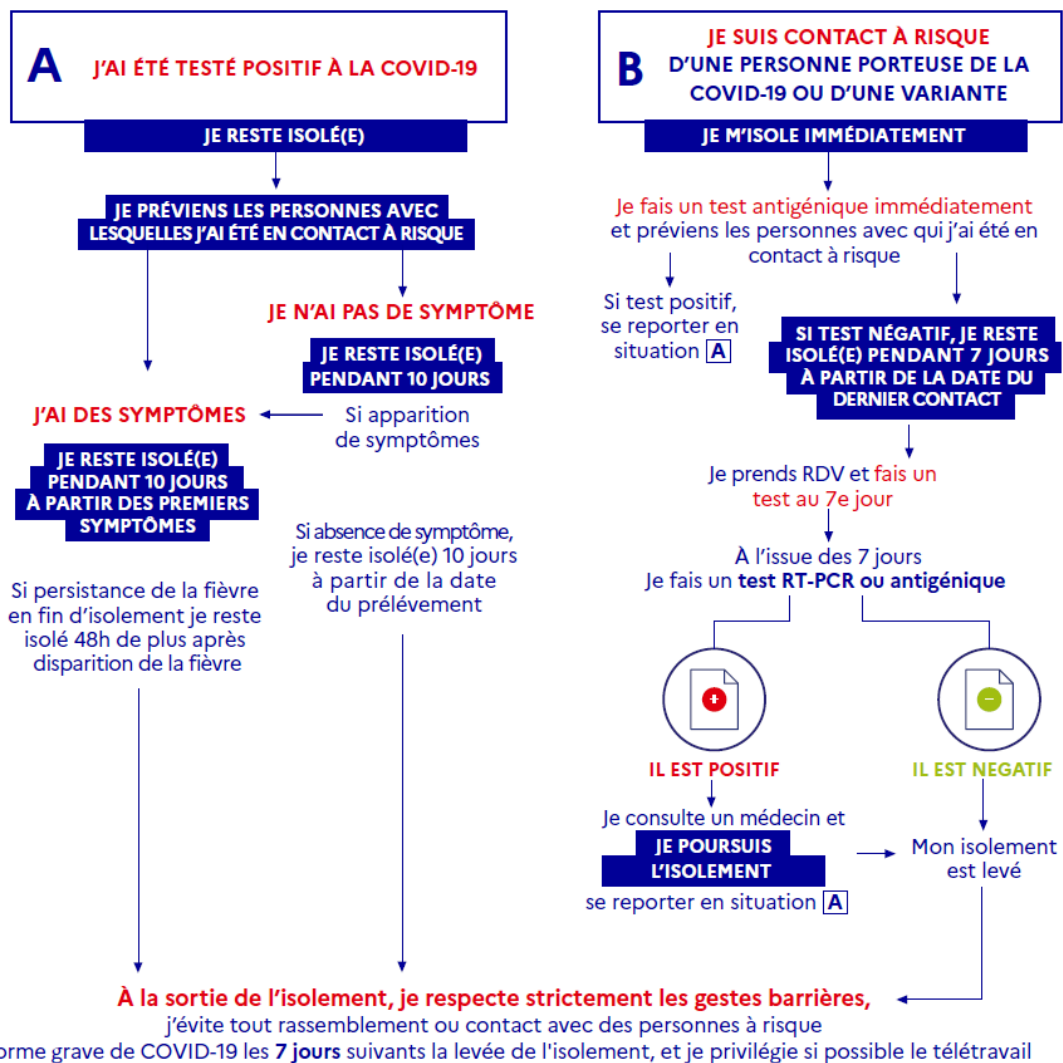 A
J'AI ÉTÉ TESTÉ POSITIF À LA COVID-19
JE RESTE ISOLÉ(E)
JE PRÉVIENS LES PERSONNES AVEC
LESQUELLES J'AI ÉTÉ EN CONTACT À RISQUE
JE N'AI PAS DE SYMPTÔME
JE RESTE ISOLÉ(E)
PENDANT 10 JOURS
Si apparition
de symptômes
J'AI DES SYMPTÔMES
JE RESTE ISOLÉ(E)
PENDANT 10 JOURS
À PARTIR DES PREMIERS
SYMPTÔMES
Si persistance de la fièvre
en fin d'isolement je reste
isolé 48h de plus après
disparition de la fièvre
Si absence de symptôme,
je reste isolé(e) 10 jours
à partir de la date
du prélévement
B
JE SUIS CONTACT À RISQUE
D'UNE PERSONNE PORTEUSE DE LA
COVID-19 OU D'UNE VARIANTE
JE M'ISOLE IMMÉDIATEMENT
Je fais un test antigénique immédiatement
et préviens les personnes avec qui j'ai été en
contact à risque
Si test positif,
se reporter en
situation A
SI TEST NÉGATIF, JE RESTE
ISOLÉ(E) PENDANT 7 JOURS
À PARTIR DE LA DATE DU
DERNIER CONTACT
Je prends RDV et fais un
test au 7e jour
À l'issue des 7 jours
Je fais un test RT-PCR ou antigénique
+
IL EST POSITIF
Je consulte un médecin et
JE POURSUIS
L'ISOLEMENT
se reporter en situation A
−
IL EST NEGATIF
Mon isolement
est levé
À la sortie de l'isolement, je respecte strictement les gestes barrières,
j'évite tout rassemblement ou contact avec des personnes à risque
orme grave de COVID-19 les 7 jours suivants la levée de l'isolement, et je privilégie si possible le télétravail